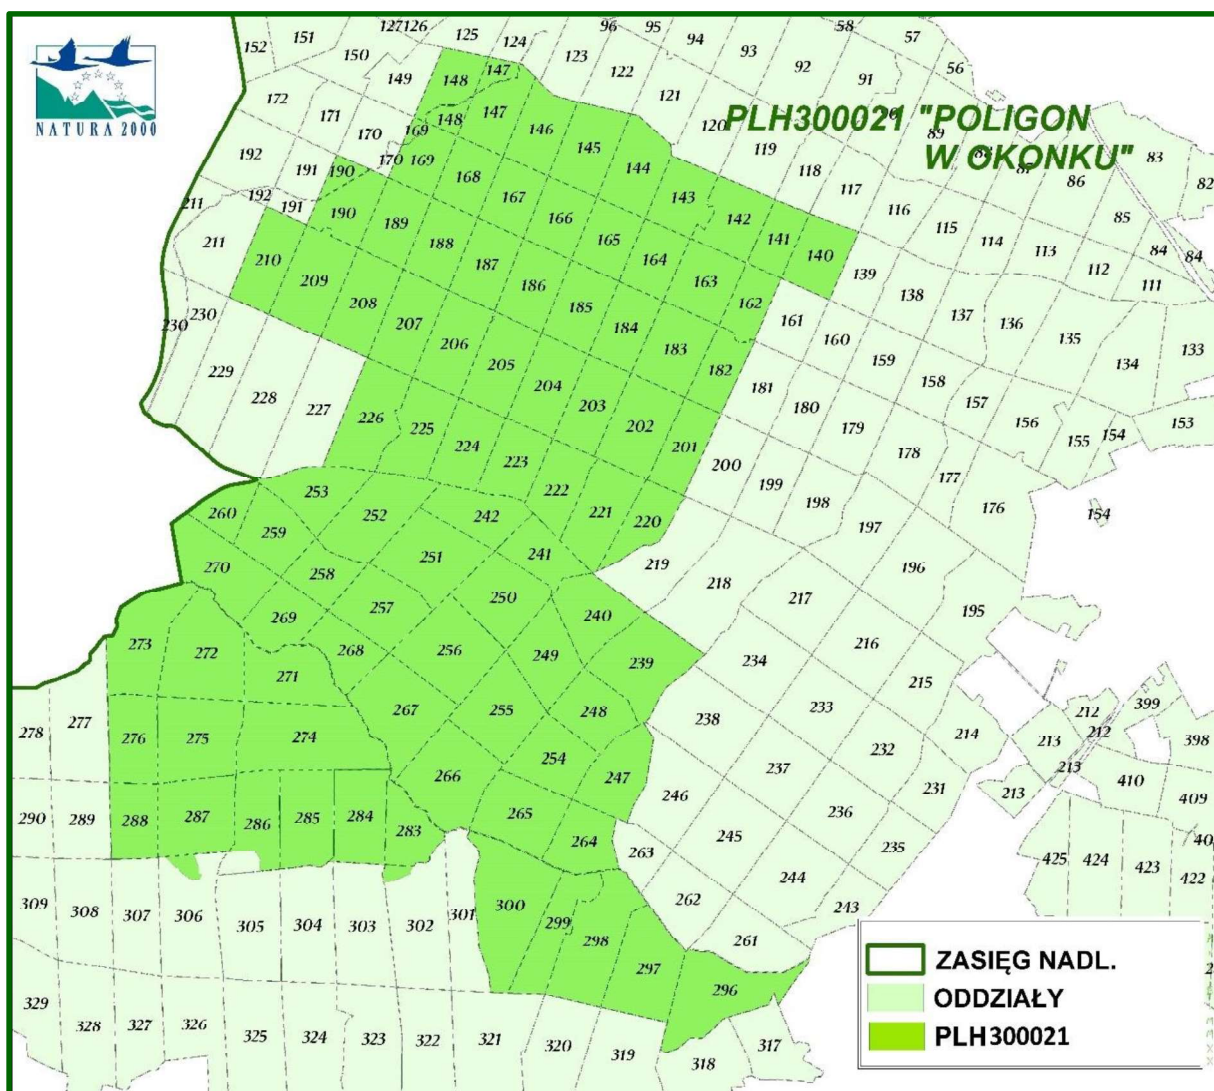 127 126 125 124 96 95 94 93 58 57
152 151 150 149 148 147 123 122 121 92 91 56
NATURA 2000
PLH300021 "POLIGON
W OKONKU"
172 171 170 169 148 147 146 145 120 119 89 83
192 191 190 170 169 168 144 118 117 86 82
211 192 191 190 189 167 166 143 142 116 115 85
211 210 188 187 165 164 141 140 114 113 84 84
230 230 209 208 186 185 163 162 139 138 112 111
229 207 206 184 183 161 160 137 136 135 133
228 227 205 204 182 181 159 158 134
226 225 203 202 180 179 157 156 155 154 153
224 223 201 200 178 177
253 222 221 220 199 198 176 154
260 259 252 242 241 219 197 196
270 258 251 250 240 218 217 195
273 272 269 257 249 239 216
271 268 256 234 215
278 277 276 275 274 267 255 248 238 233 214 213 212 212 399 398
290 289 288 287 286 285 284 283 266 254 247 246 237 232 231 213 213 410 409
265 264 263 245 236 235 425 424 423 422
309 308 307 306 305 304 303 302 301 300 299 298 262 244 243
297 261 296
329 328 327 326 325 324 323 322 321 320 319 318 317
ZASIĘG NADL.
ODDZIAŁY
PLH300021